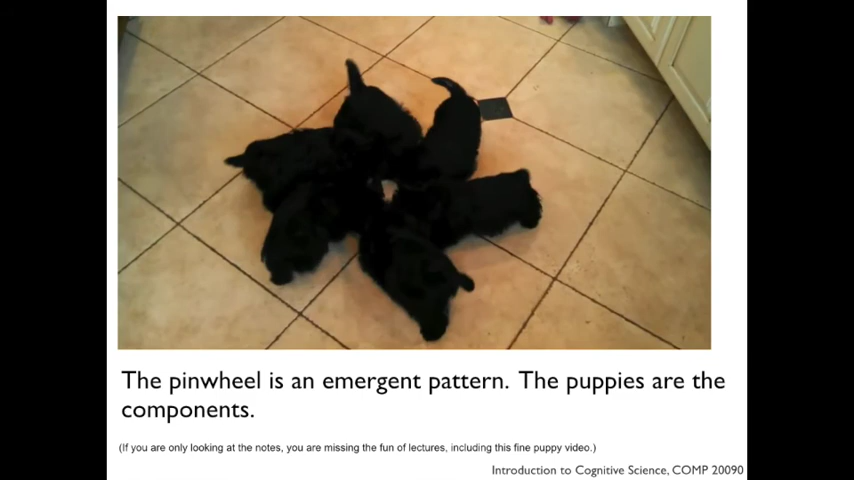 The pinwheel is an emergent pattern. The puppies are the
components.
(If you are only looking at the notes, you are missing the fun of lectures, including this fine puppy video.)
Introduction to Cognitive Science, COMP 20090